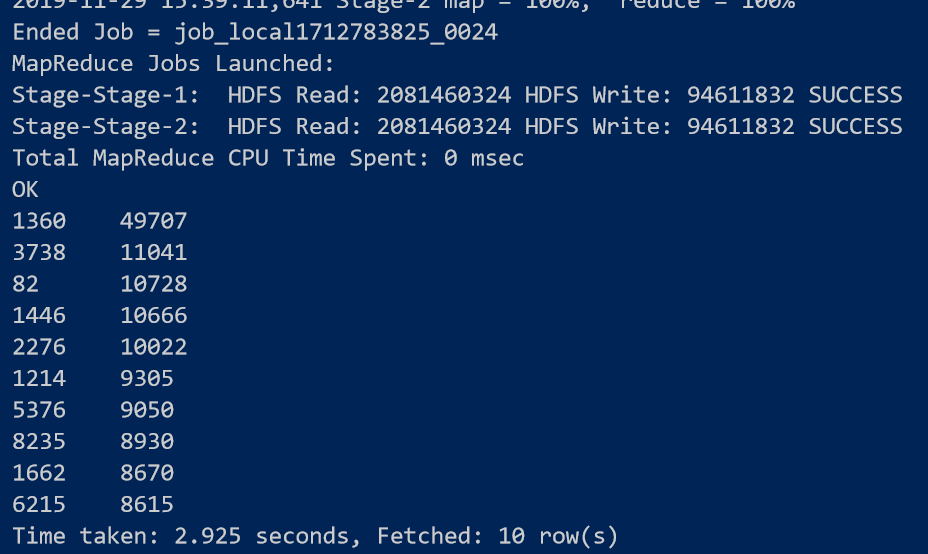 2019-11-29 15:39:11,641 Stage-2 map = 100%,  reduce = 100%
Ended Job = job_local1712783825_0024
MapReduce Jobs Launched:
Stage-Stage-1:  HDFS Read: 2081460324 HDFS Write: 94611832 SUCCESS
Stage-Stage-2:  HDFS Read: 2081460324 HDFS Write: 94611832 SUCCESS
Total MapReduce CPU Time Spent: 0 msec
OK
1360    49707
3738    11041
82      10728
1446    10666
2276    10022
1214    9305
5376    9050
8235    8930
1662    8670
6215    8615
Time taken: 2.925 seconds, Fetched: 10 row(s)